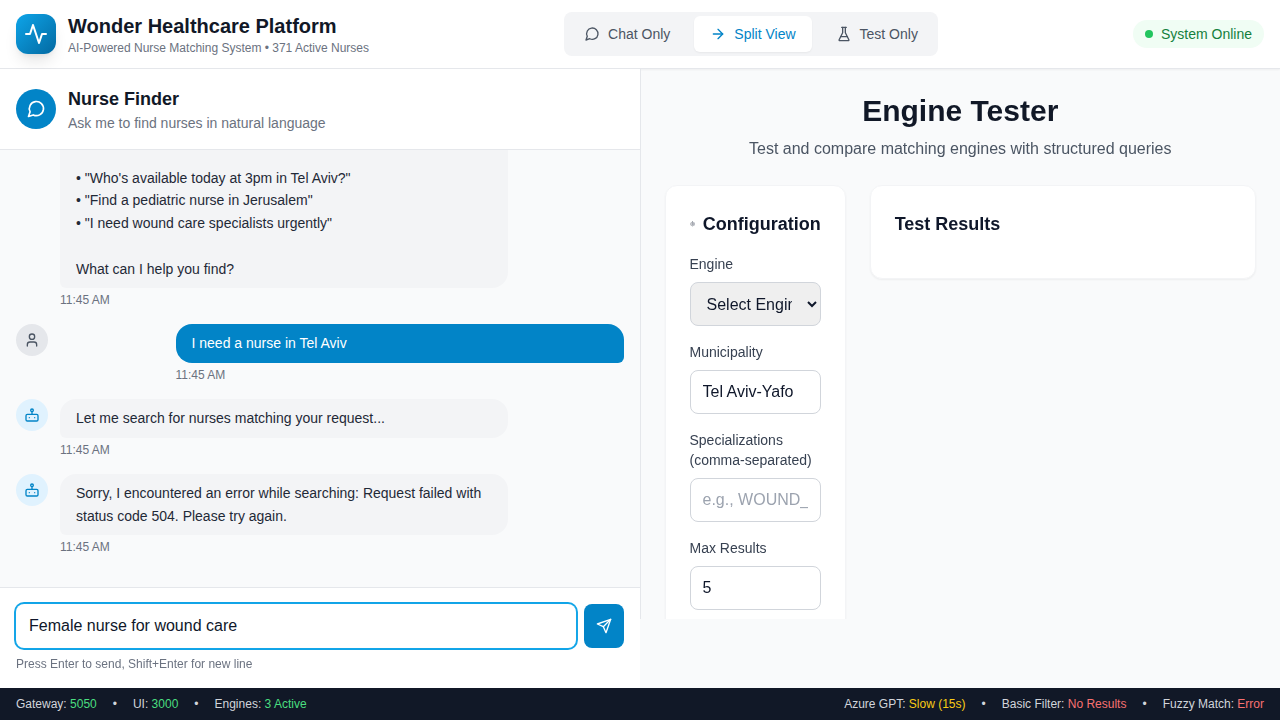 Wonder Healthcare Platform
AI-Powered Nurse Matching System • 371 Active Nurses
Chat Only
Split View
Test Only
System Online
Nurse Finder
Ask me to find nurses in natural language
• "Who's available today at 3pm in Tel Aviv?"
• "Find a pediatric nurse in Jerusalem"
• "I need wound care specialists urgently"
What can I help you find?
11:45 AM
I need a nurse in Tel Aviv
11:45 AM
Let me search for nurses matching your request...
11:45 AM
Sorry, I encountered an error while searching: Request failed with
status code 504. Please try again.
11:45 AM
Female nurse for wound care
Press Enter to send, Shift+Enter for new line
Engine Tester
Test and compare matching engines with structured queries
Configuration
Engine
Select Engin
Municipality
Tel Aviv-Yafo
Specializations
(comma-separated)
e.g., WOUND_
Max Results
5
Test Results
Gateway: 5050 • UI: 3000 • Engines: 3 Active
Azure GPT: Slow (15s) • Basic Filter: No Results • Fuzzy Match: Error